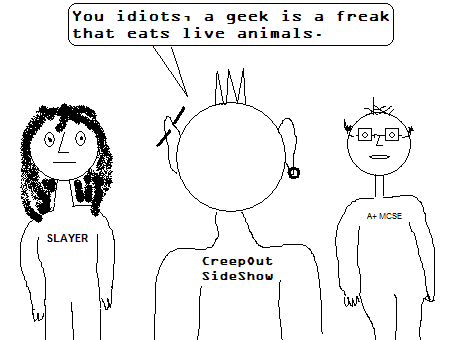 You idiots, a geek is a freak
that eats live animals.
SLAYER
CreepOut
SideShow
A+ MCSE